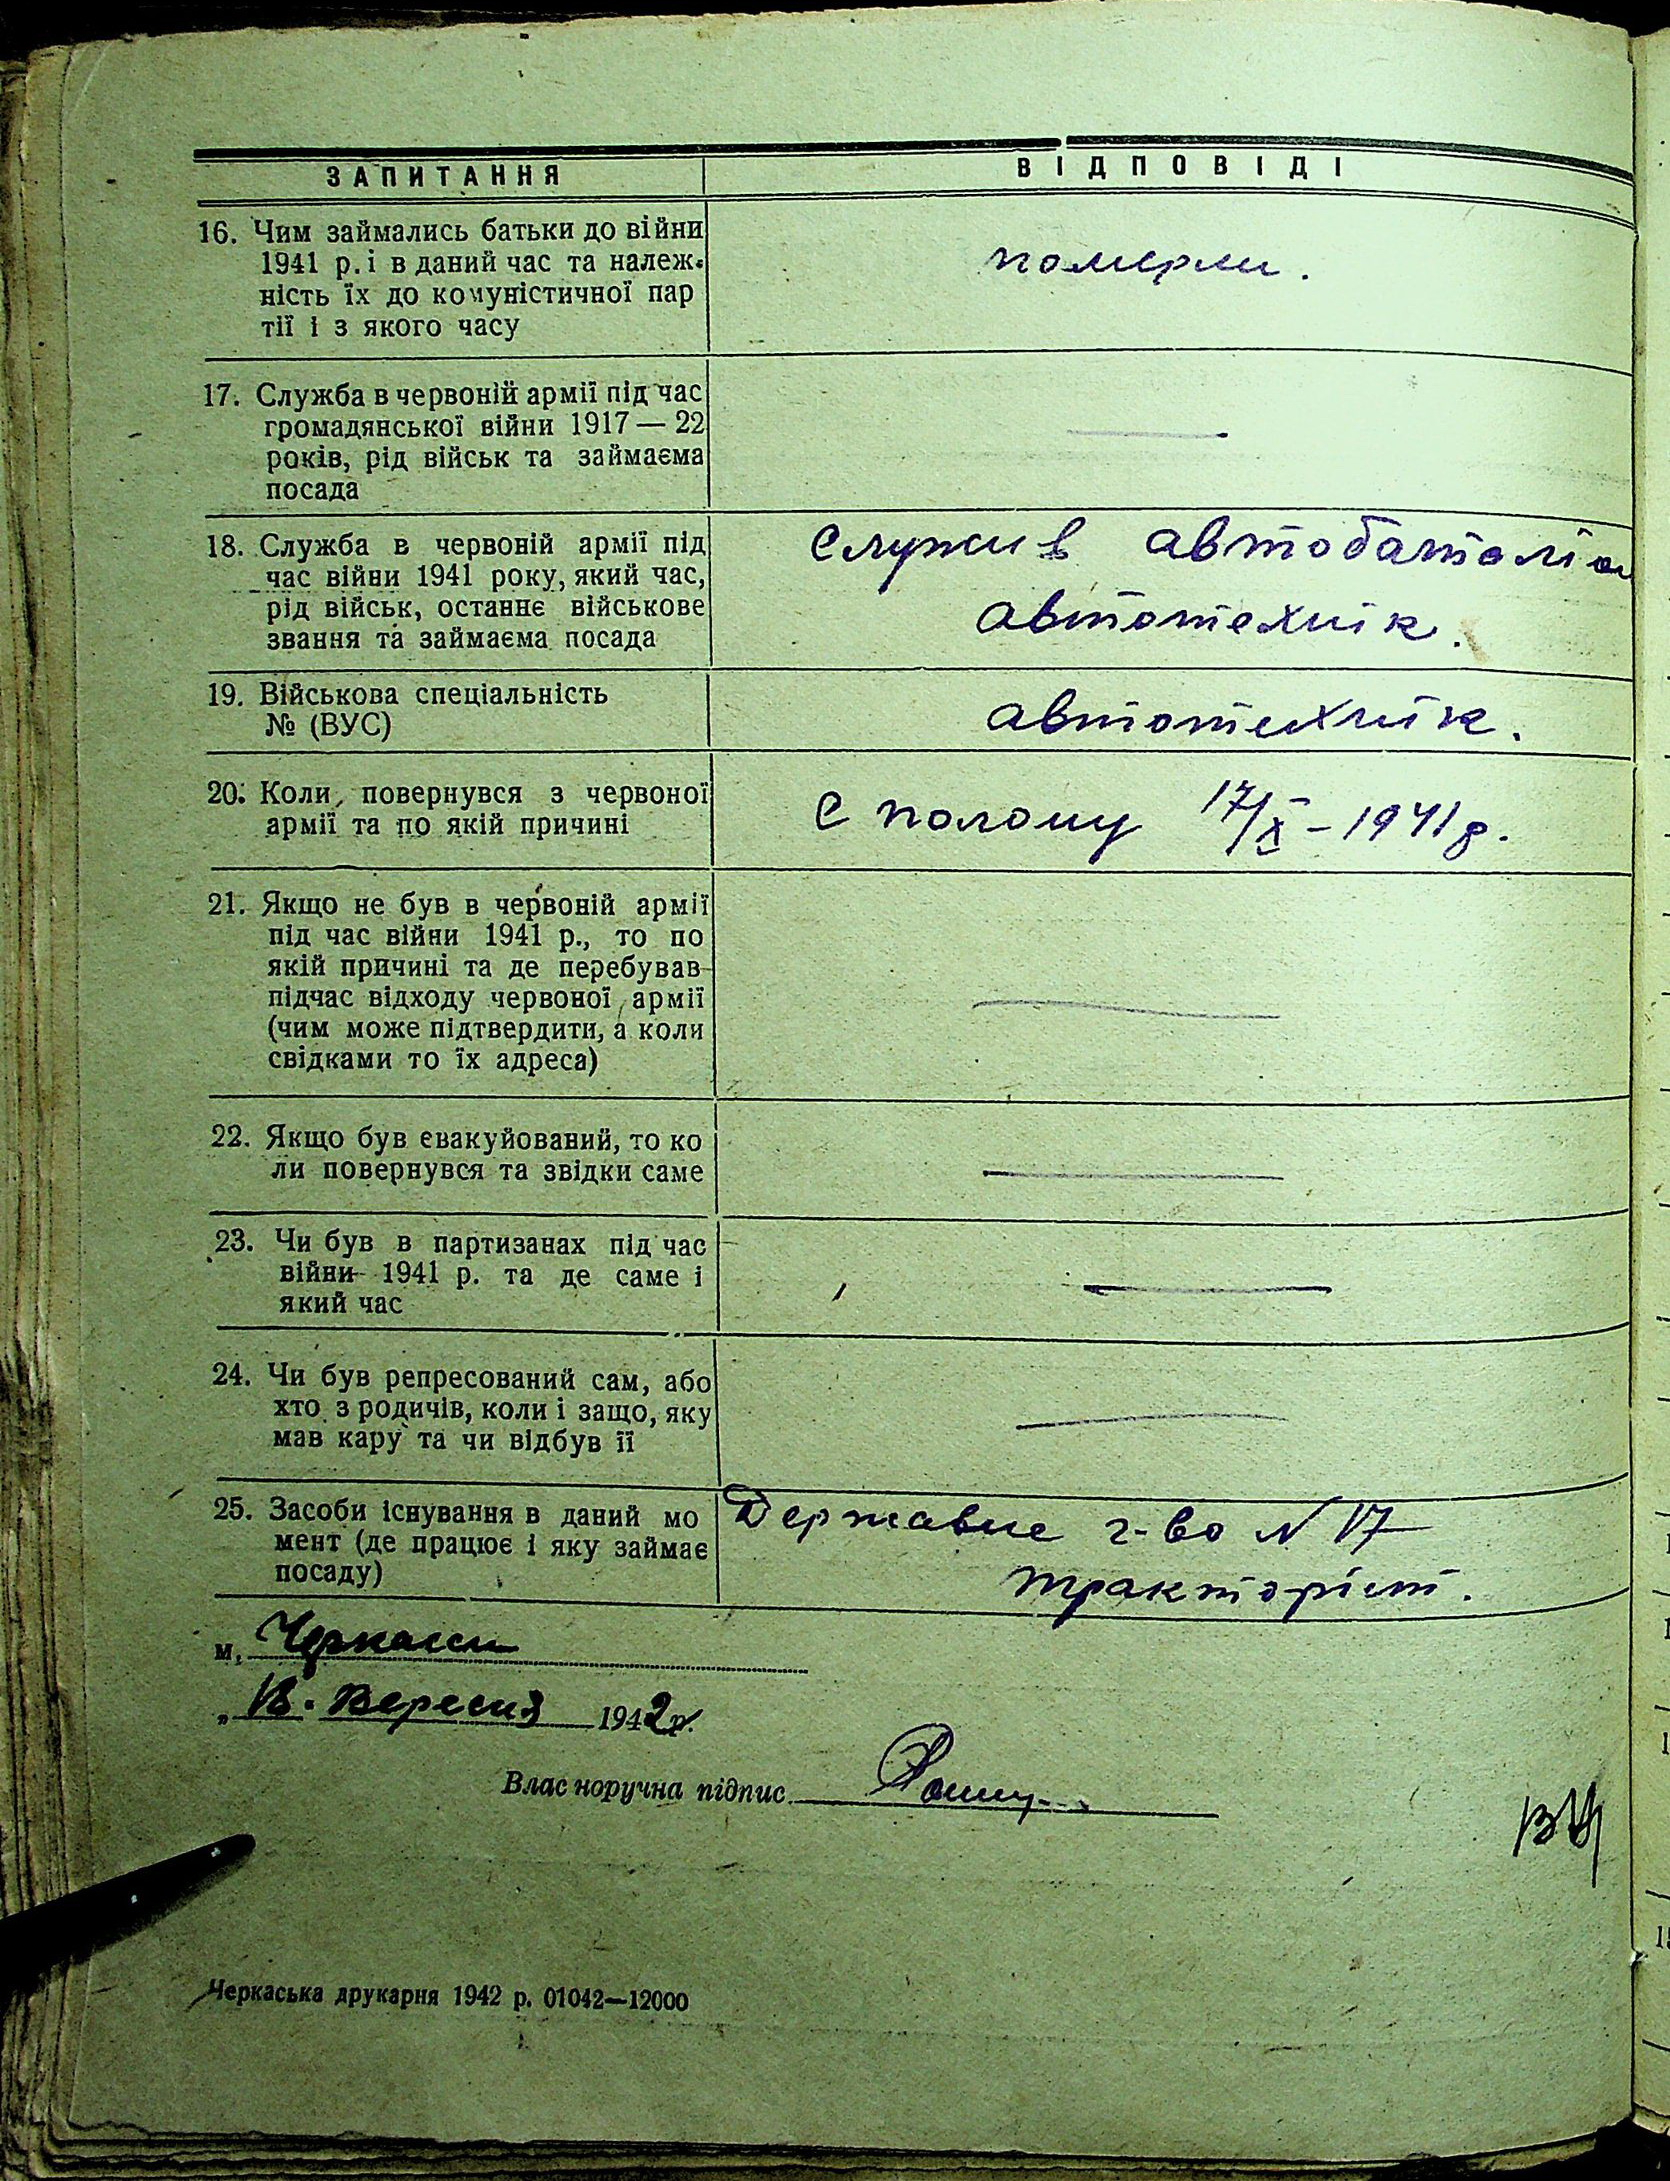 ЗАПИТАННЯ
ВІДПОВІДІ
16. Чим займались батьки до війни
1941 р. і в даний час та належ-
ність їх до комуністичної пар
тії і з якого часу
померли.
17. Служба в червоній армії під час
громадянської війни 1917 — 22
років, рід військ та займаєма
посада
—
18. Служба в червоній армії під
час війни 1941 року, який час,
рід військ, останнє військове
звання та займаєма посада
Служив автобаталіон
автотехнік.
19. Військова спеціальність
№ (ВУС)
автотехнік.
20. Коли повернувся з червоної
армії та по якій причині
С полону 17/X - 1941 р.
21. Якщо не був в червоній армії
під час війни 1941 р., то по
якій причині та де перебував
підчас відходу червоної армії
(чим може підтвердити, а коли
свідками то їх адреса)
—
22. Якщо був евакуйований, то ко
ли повернувся та звідки саме
—
23. Чи був в партизанах під час
війни 1941 р. та де саме і
який час
—
24. Чи був репресований сам, або
хто з родичів, коли і защо, яку
мав кару та чи відбув її
—
25. Засоби існування в даний мо
мент (де працює і яку займає
посаду)
Державне г-во N 17
тракторіст.
м. Черкасси
Вересня 1942 р.
Власноручна підпис
Черкаська друкарня 1942 р. 01042—12000